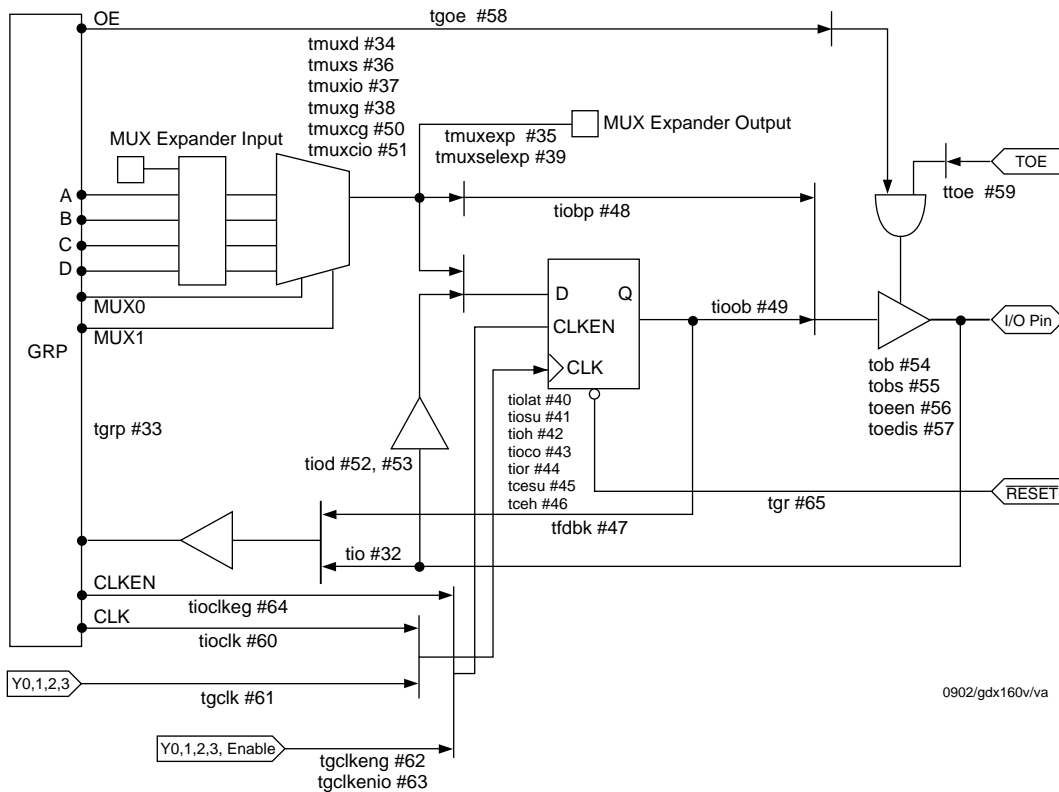 OE
tgoe #58
tmuxd #34
tmuxs #36
tmuxio #37
tmuxg #38
tmuxcg #50
tmuxcio #51
MUX Expander Input
MUX Expander Output
tmuxexp #35
tmuxselexp #39
TOE
ttoe #59
A
B
C
D
tiobp #48
MUX0
MUX1
GRP
D
Q
CLKEN
CLK
tioob #49
I/O Pin
tob #54
tobs #55
toeen #56
toedis #57
tiolat #40
tiosu #41
tioh #42
tioco #43
tior #44
tcesu #45
tceh #46
tgrp #33
tiod #52, #53
RESET
tgr #65
tfdbk #47
tio #32
CLKEN
tioclkeg #64
CLK
tioclk #60
Y0,1,2,3
tgclk #61
Y0,1,2,3, Enable
tgclkeng #62
tgclkenio #63
0902/gdx160v/va